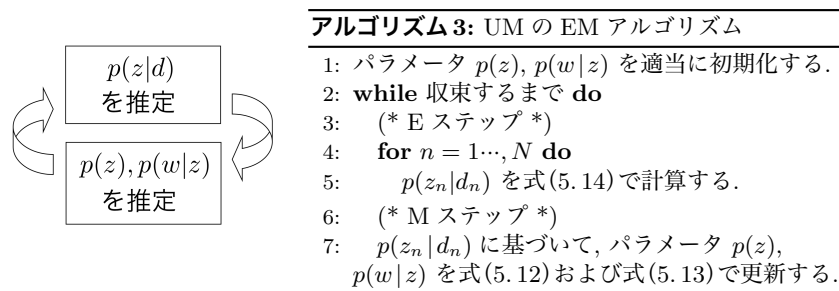 p(z|d)
を推定
p(z), p(w|z)
を推定
アルゴリズム 3: UM の EM アルゴリズム
1: パラメータ p(z), p(w|z) を適当に初期化する.
2: while 収束するまで do
3: (* E ステップ *)
4: for n = 1···, N do
5: p(zₙ|dₙ) を式(5.14)で計算する.
6: (* M ステップ *)
7: p(zₙ|dₙ) に基づいて, パラメータ p(z),
p(w|z) を式(5.12)および式(5.13)で更新する.